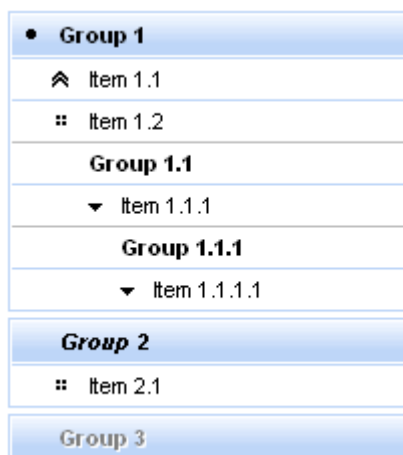 Group 1
Item 1.1
Item 1.2
Group 1.1
Item 1.1.1
Group 1.1.1
Item 1.1.1.1
Group 2
Item 2.1
Group 3